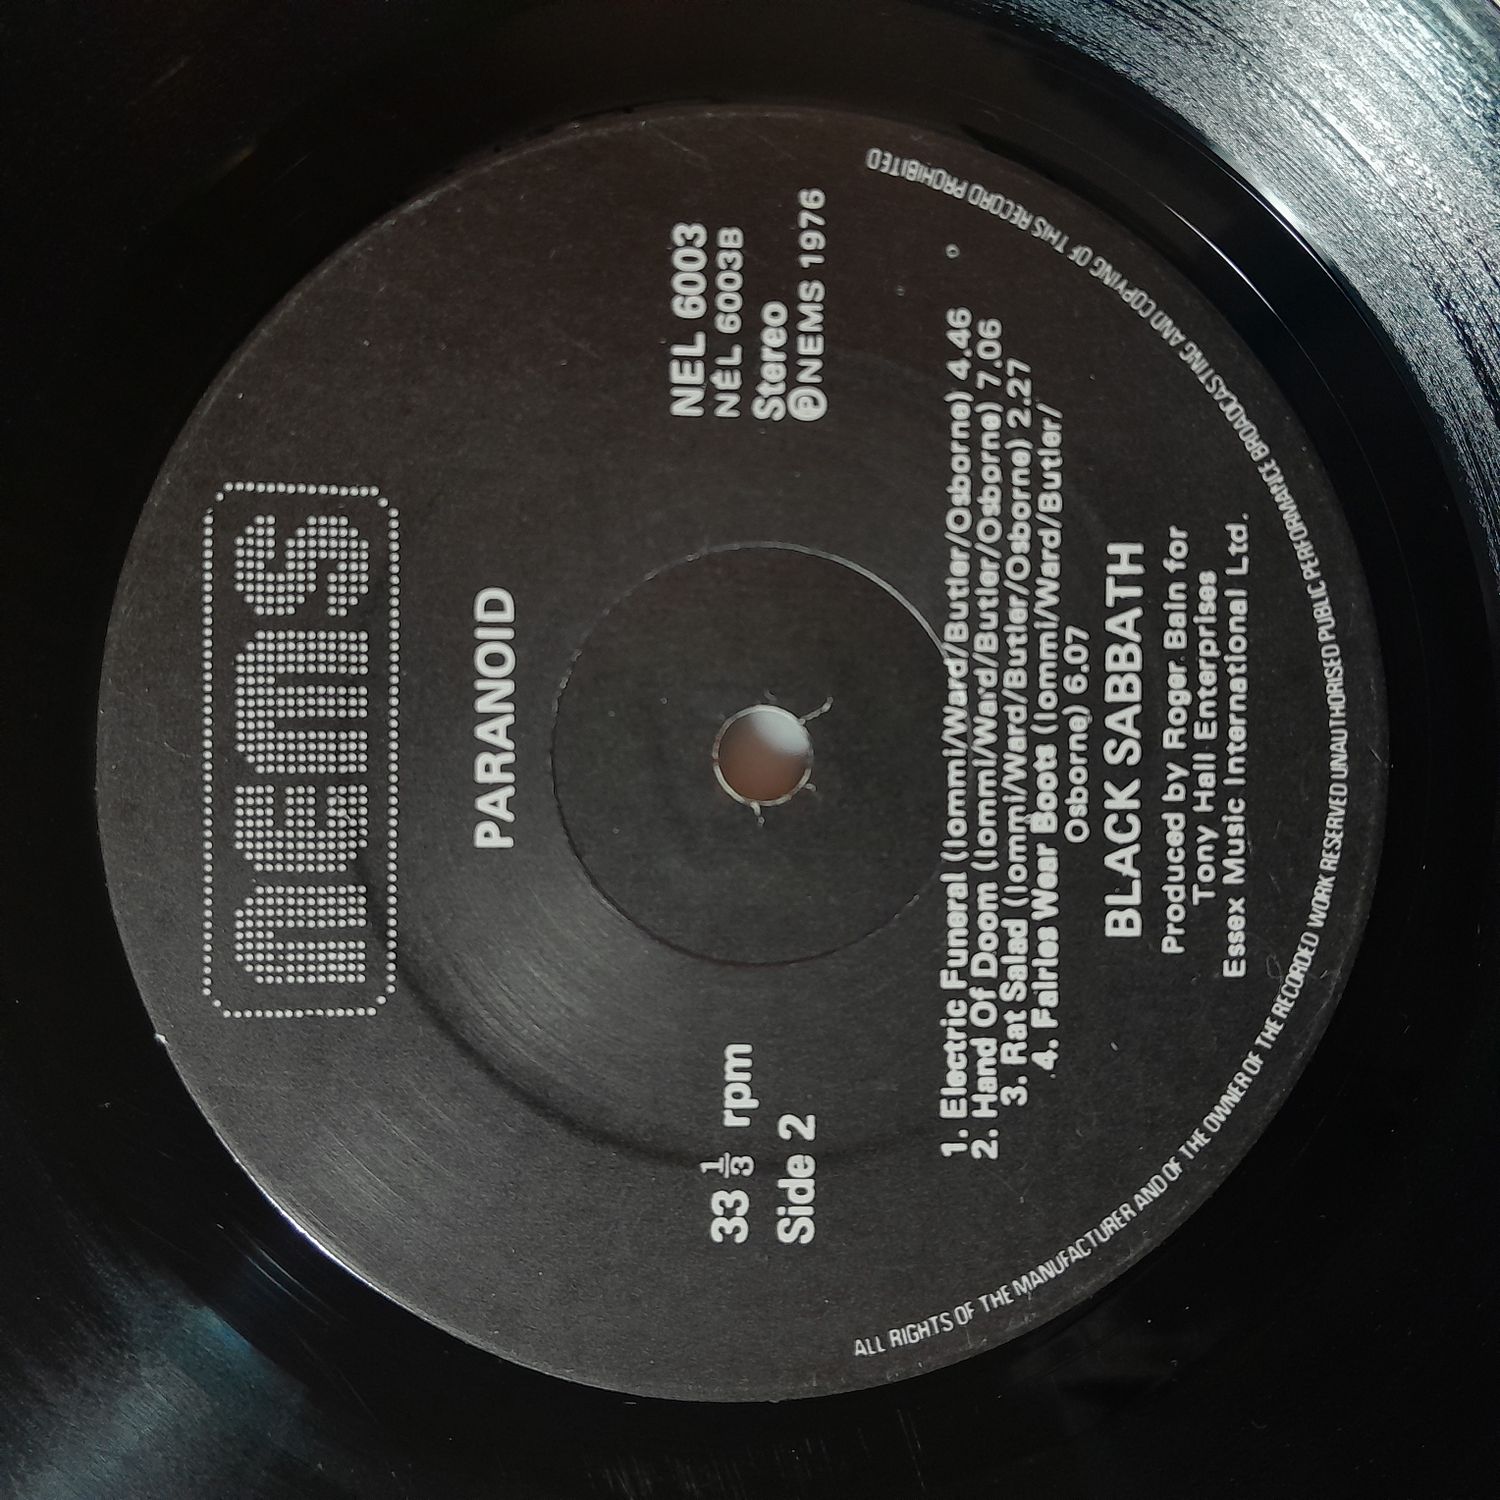 nems
PARANOID
33 1/3 rpm
Side 2
NEL 6003
NEL 6003B
Stereo
℗ NEMS 1976
1. Electric Funeral (Iommi/Ward/Butler/Osborne) 4.46
2. Hand Of Doom (Iommi/Ward/Butler/Osborne) 7.06
3. Rat Salad (Iommi/Ward/Butler/Osborne) 2.27
4. Fairies Wear Boots (Iommi/Ward/Butler/
Osborne) 6.07
BLACK SABBATH
Produced by Roger Bain for
Tony Hall Enterprises
Essex Music International Ltd.
ALL RIGHTS OF THE MANUFACTURER AND OF THE OWNER OF THE RECORDED WORK RESERVED UNAUTHORISED PUBLIC PERFORMANCE BROADCASTING AND COPYING OF THIS RECORD PROHIBITED